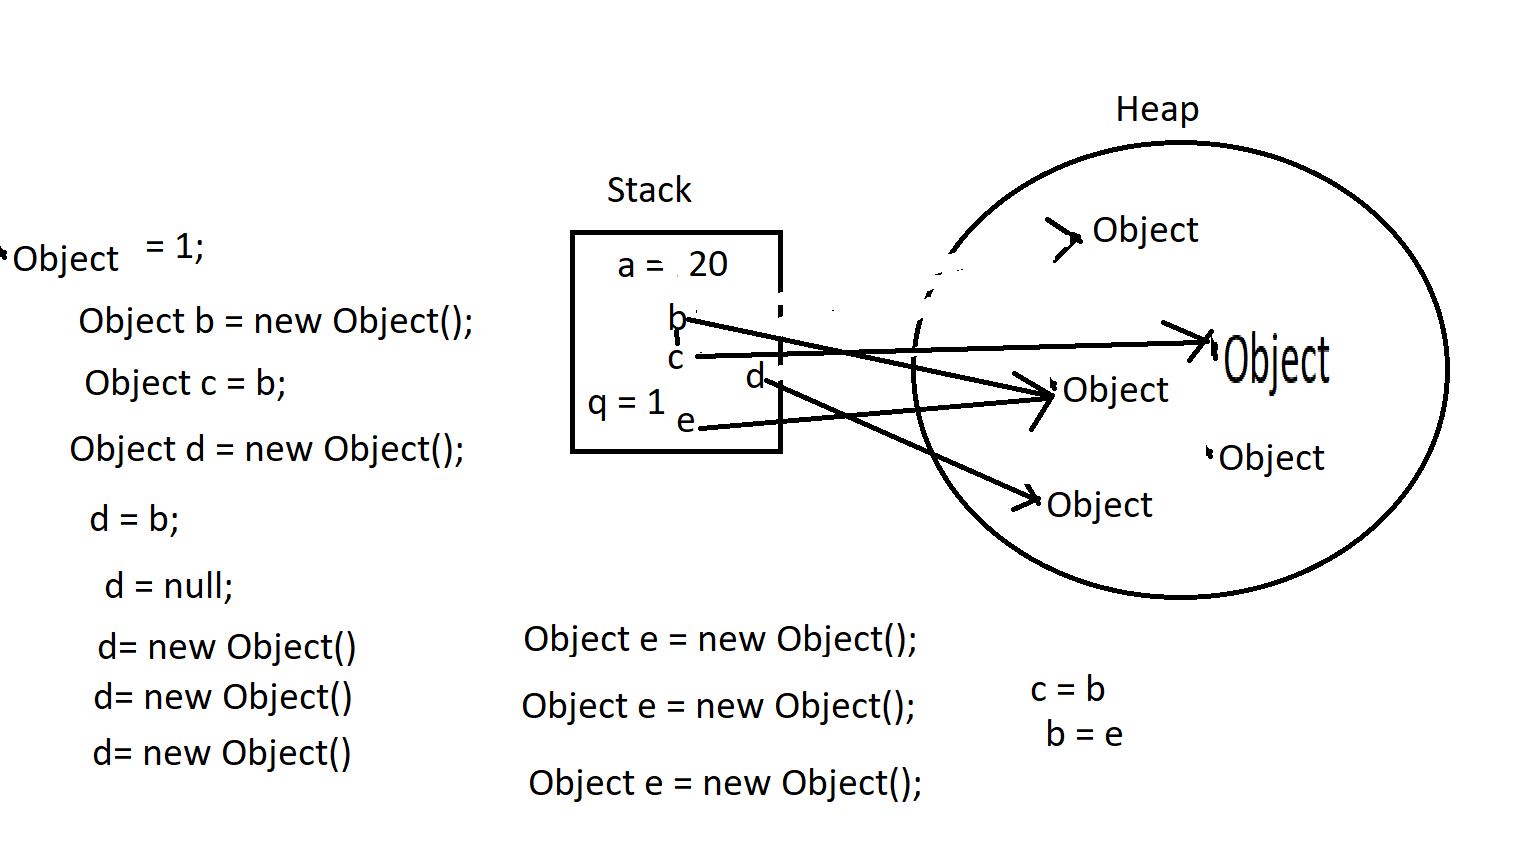 Object = 1;
Object b = new Object();
Object c = b;
Object d = new Object();
d = b;
d = null;
d= new Object()
d= new Object()
d= new Object()
Stack
a = 20
b
c
d
q = 1
e
Heap
Object
Object
Object
Object
Object
Object e = new Object();
Object e = new Object();
Object e = new Object();
c = b
b = e